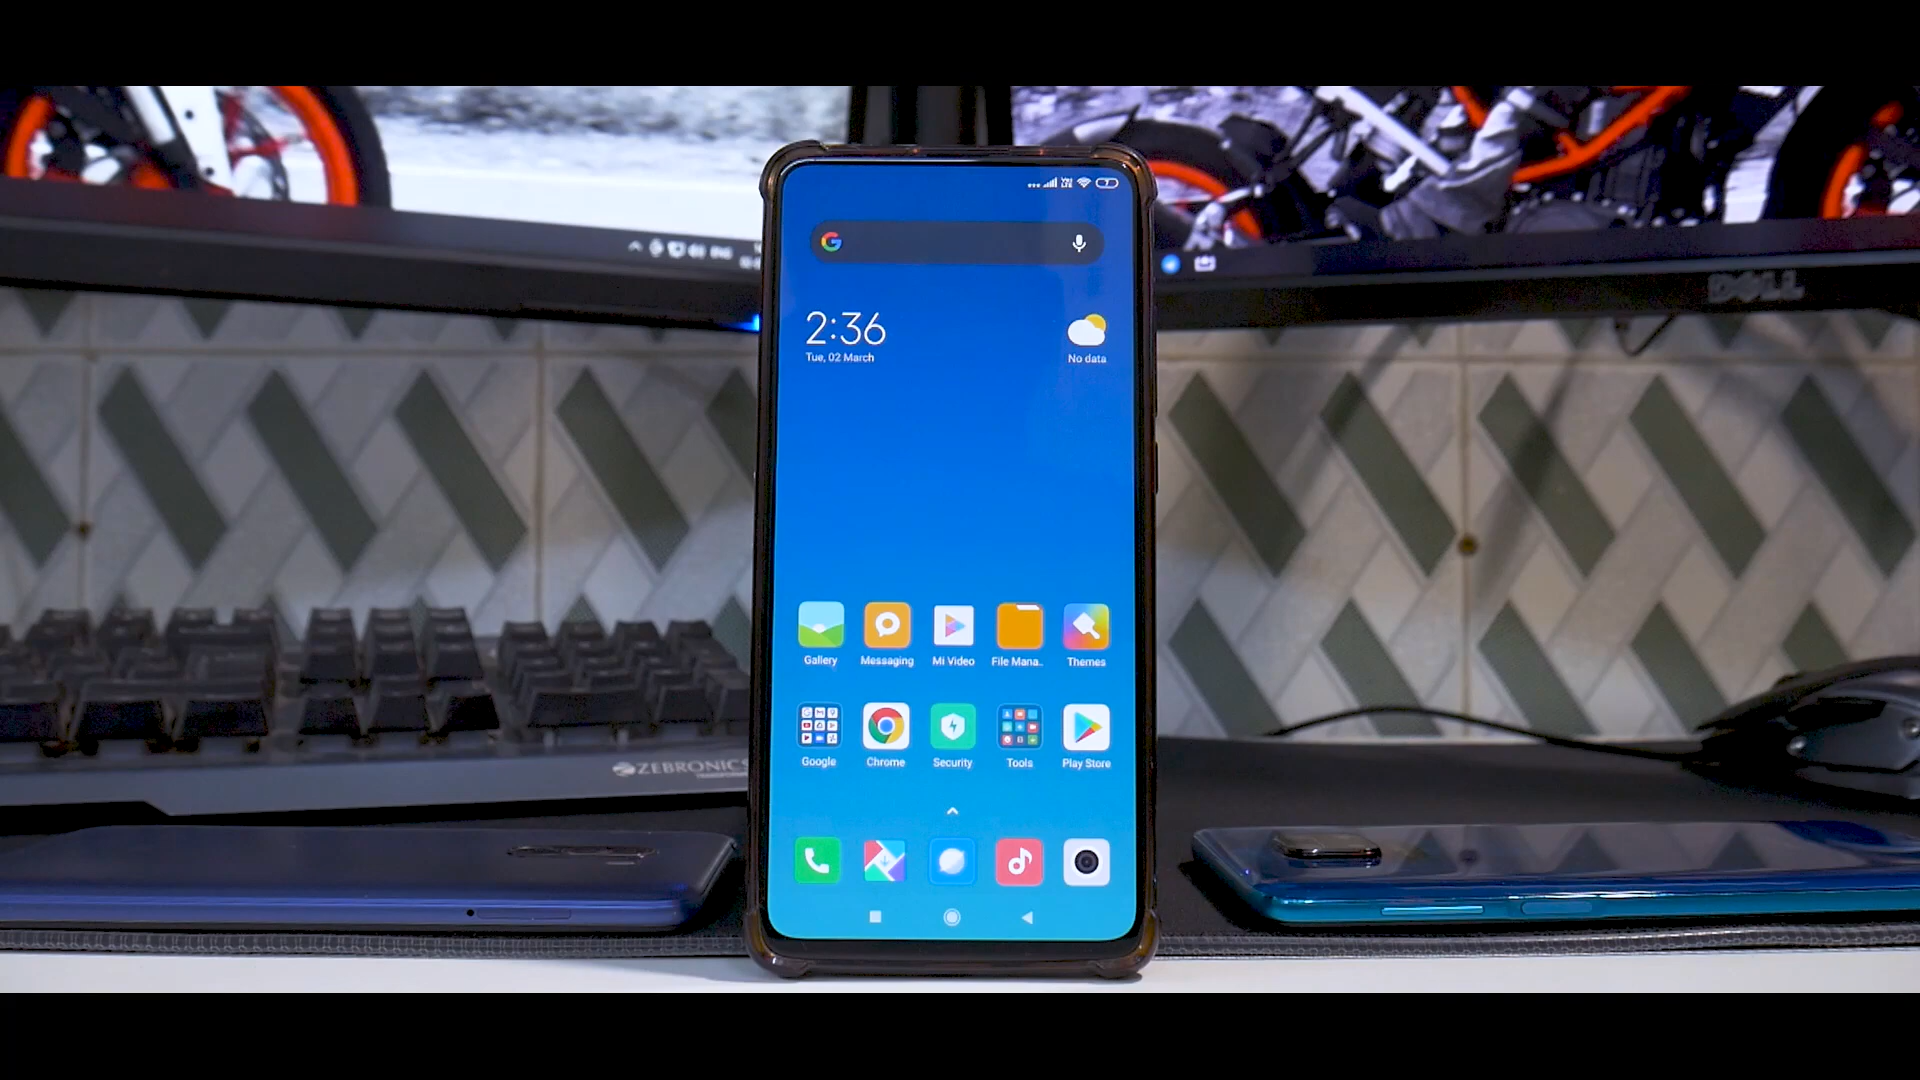 ENG
DELL
2:36
Tue, 02 March
No data
Gallery
Messaging
Mi Video
File Mana..
Themes
Google
Chrome
Security
Tools
Play Store
ZEBRONICS